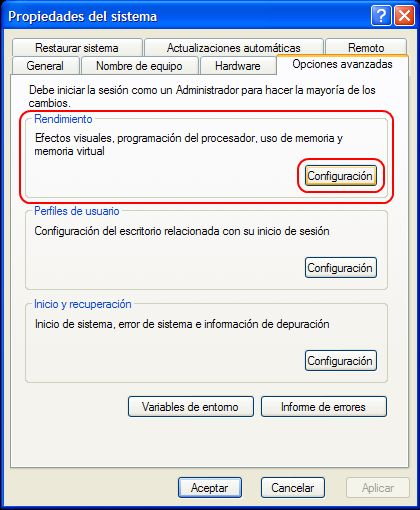 Propiedades del sistema
Restaurar sistema Actualizaciones automáticas Remoto
General Nombre de equipo Hardware Opciones avanzadas
Debe iniciar la sesión como un Administrador para hacer la mayoría de los
cambios.
Rendimiento
Efectos visuales, programación del procesador, uso de memoria y
memoria virtual
Configuración
Perfiles de usuario
Configuración del escritorio relacionada con su inicio de sesión
Configuración
Inicio y recuperación
Inicio de sistema, error de sistema e información de depuración
Configuración
Variables de entorno Informe de errores
Aceptar Cancelar Aplicar